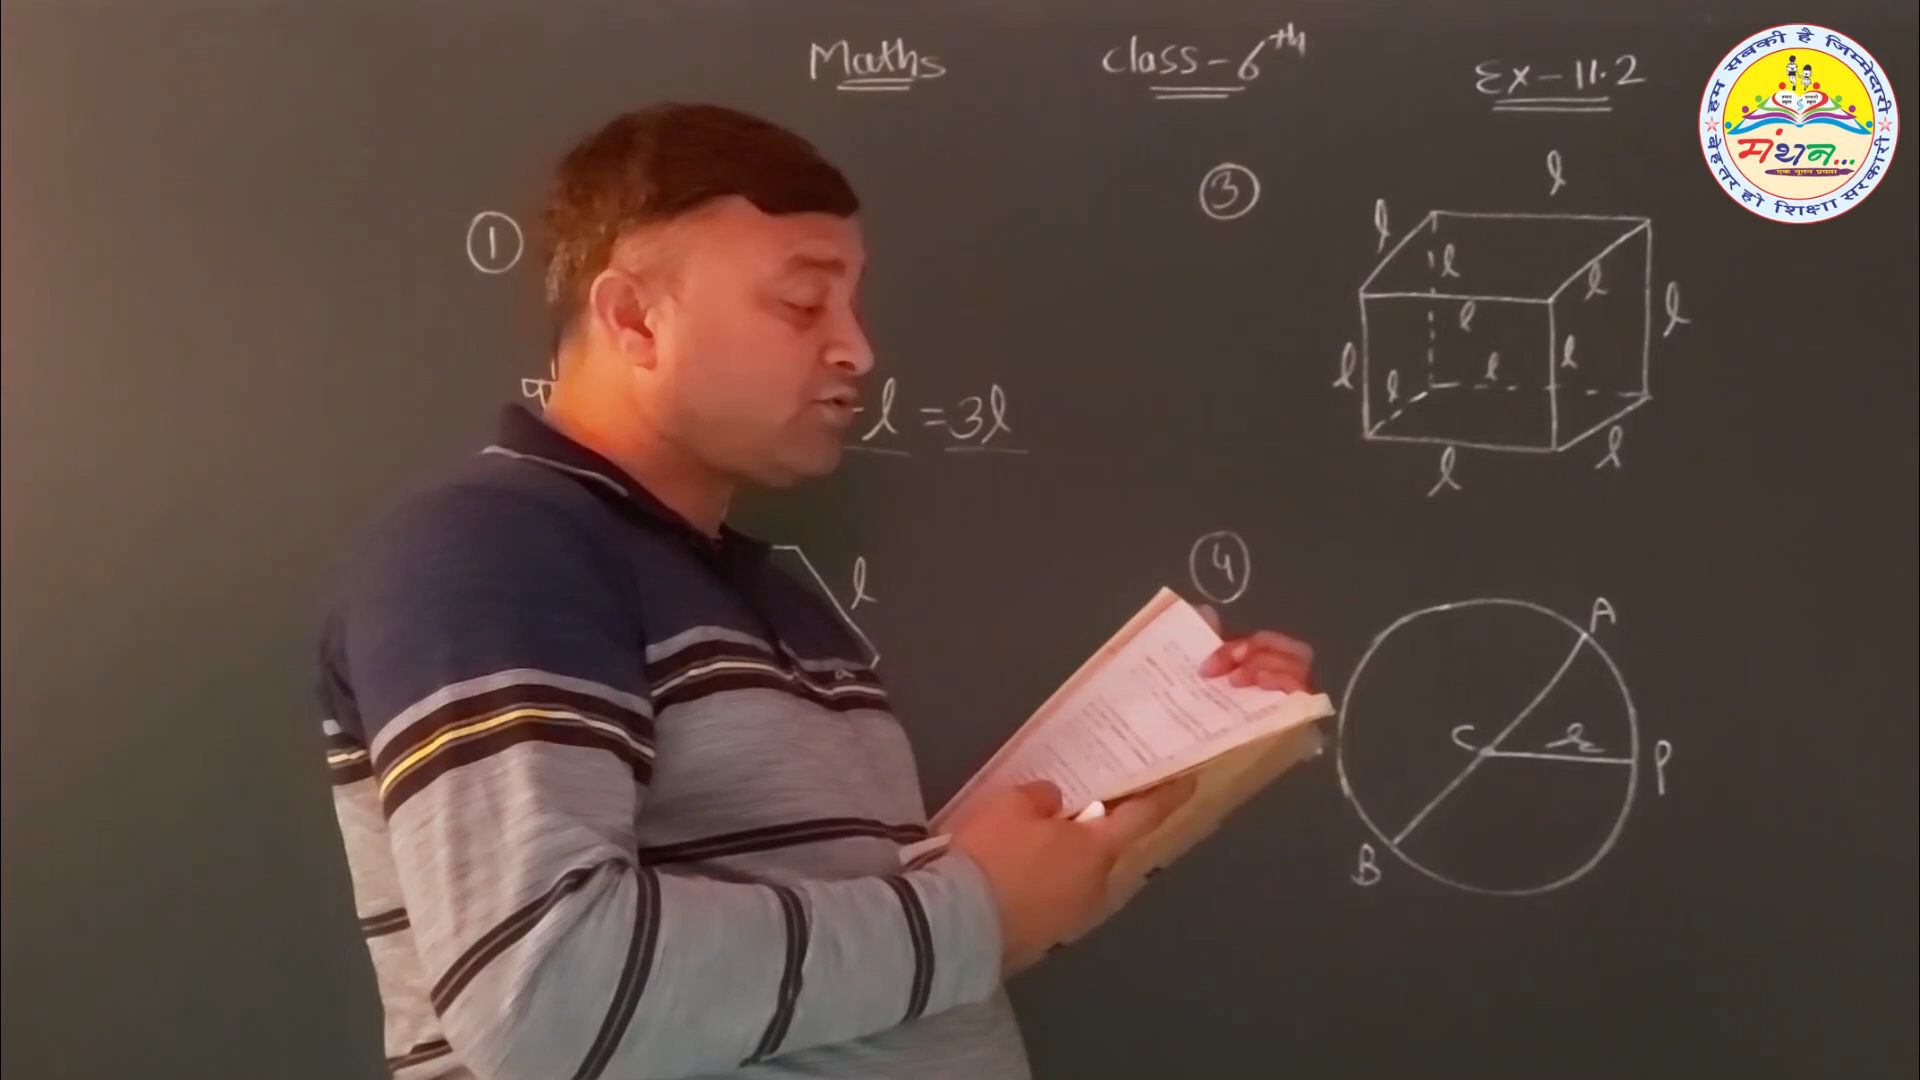 Maths class-6th Ex-11.2
हम सबकी है जिम्मेदारी
बेहतर हो शिक्षा सरकारी
मंथन...
एक नूतन प्रयास
①
l = 3l
l
③
l
l
l
l
l
l
l
l
l
l
l
l
④
A
C r P
B